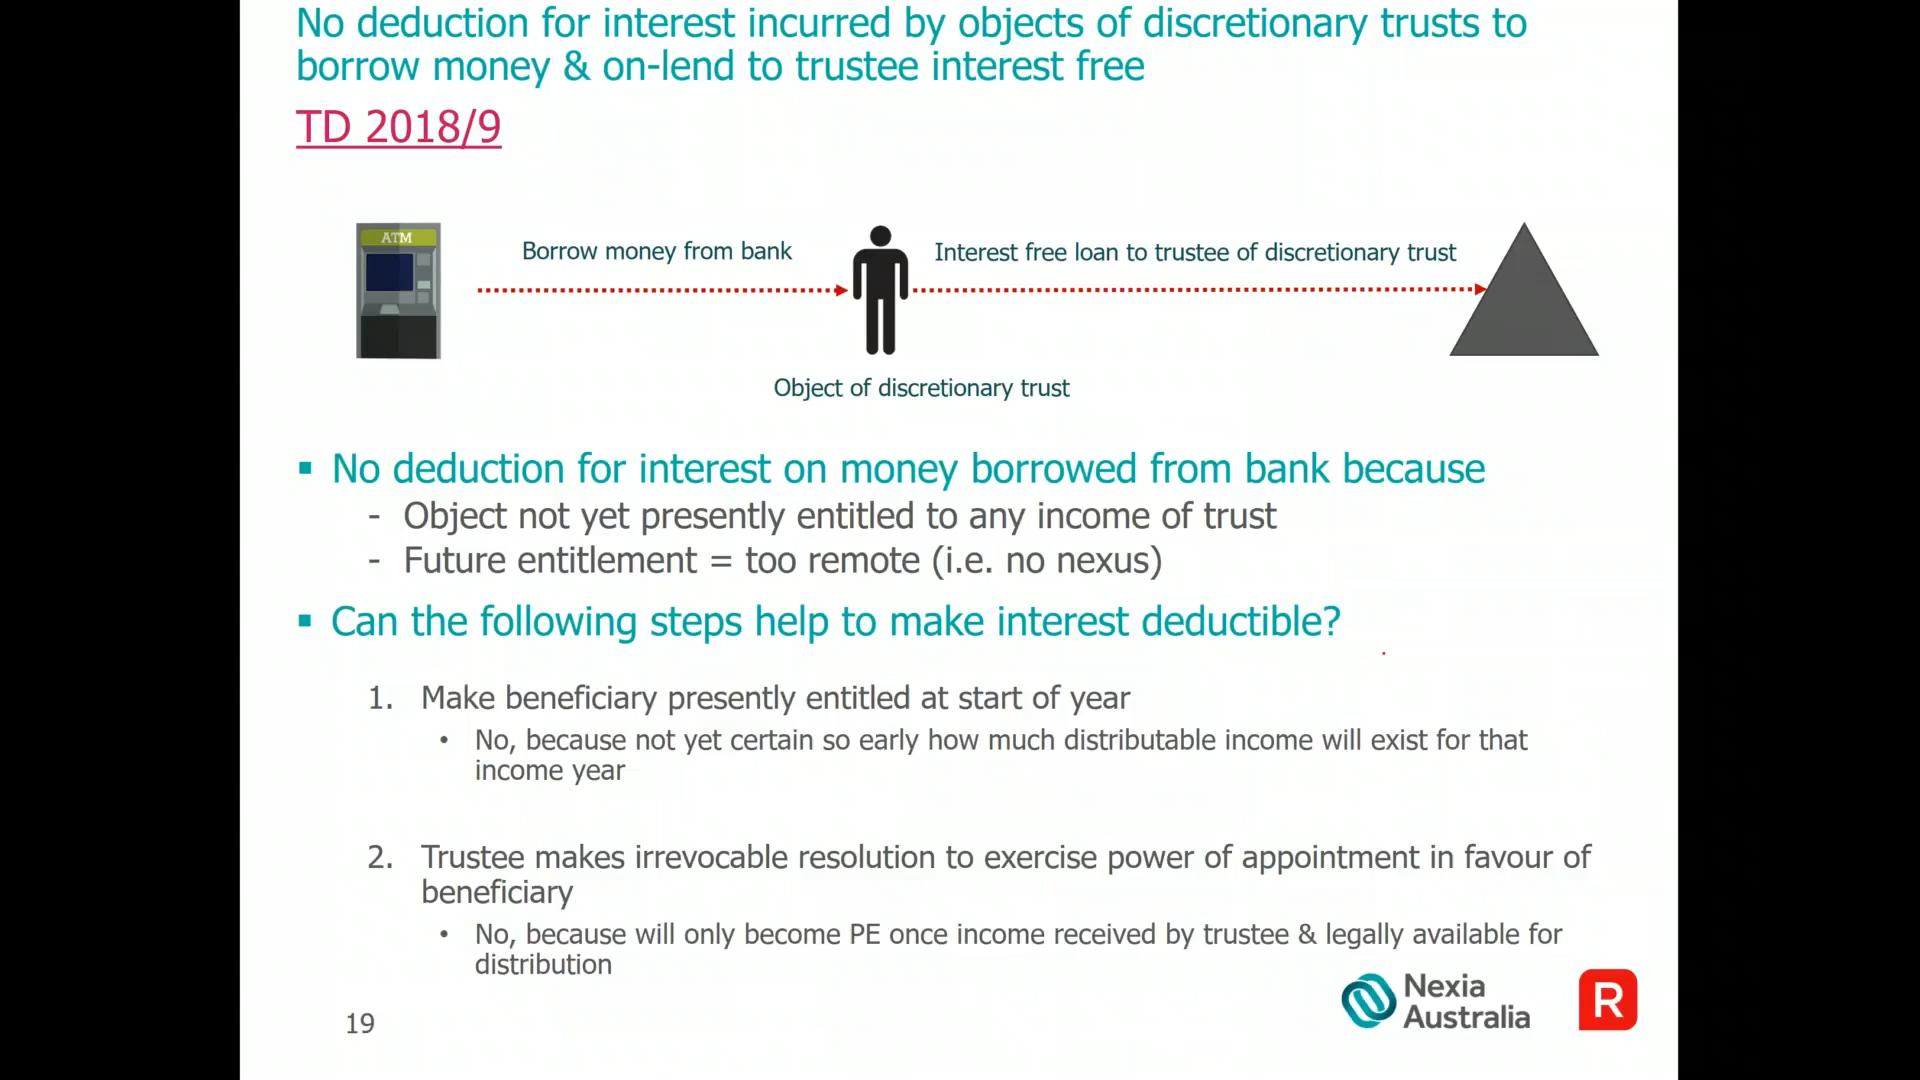 No deduction for interest incurred by objects of discretionary trusts to
borrow money & on-lend to trustee interest free
TD 2018/9
ATM
Borrow money from bank
Interest free loan to trustee of discretionary trust
Object of discretionary trust
▪ No deduction for interest on money borrowed from bank because
- Object not yet presently entitled to any income of trust
- Future entitlement = too remote (i.e. no nexus)
▪ Can the following steps help to make interest deductible?
1. Make beneficiary presently entitled at start of year
• No, because not yet certain so early how much distributable income will exist for that
income year
2. Trustee makes irrevocable resolution to exercise power of appointment in favour of
beneficiary
• No, because will only become PE once income received by trustee & legally available for
distribution
Nexia
Australia
R
19